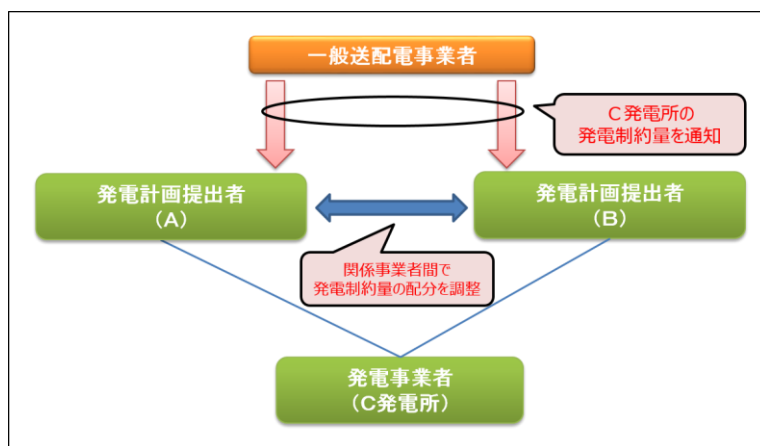 一般送配電事業者
C発電所の
発電制約量を通知
発電計画提出者
(A)
発電計画提出者
(B)
関係事業者間で
発電制約量の配分を調整
発電事業者
(C発電所)